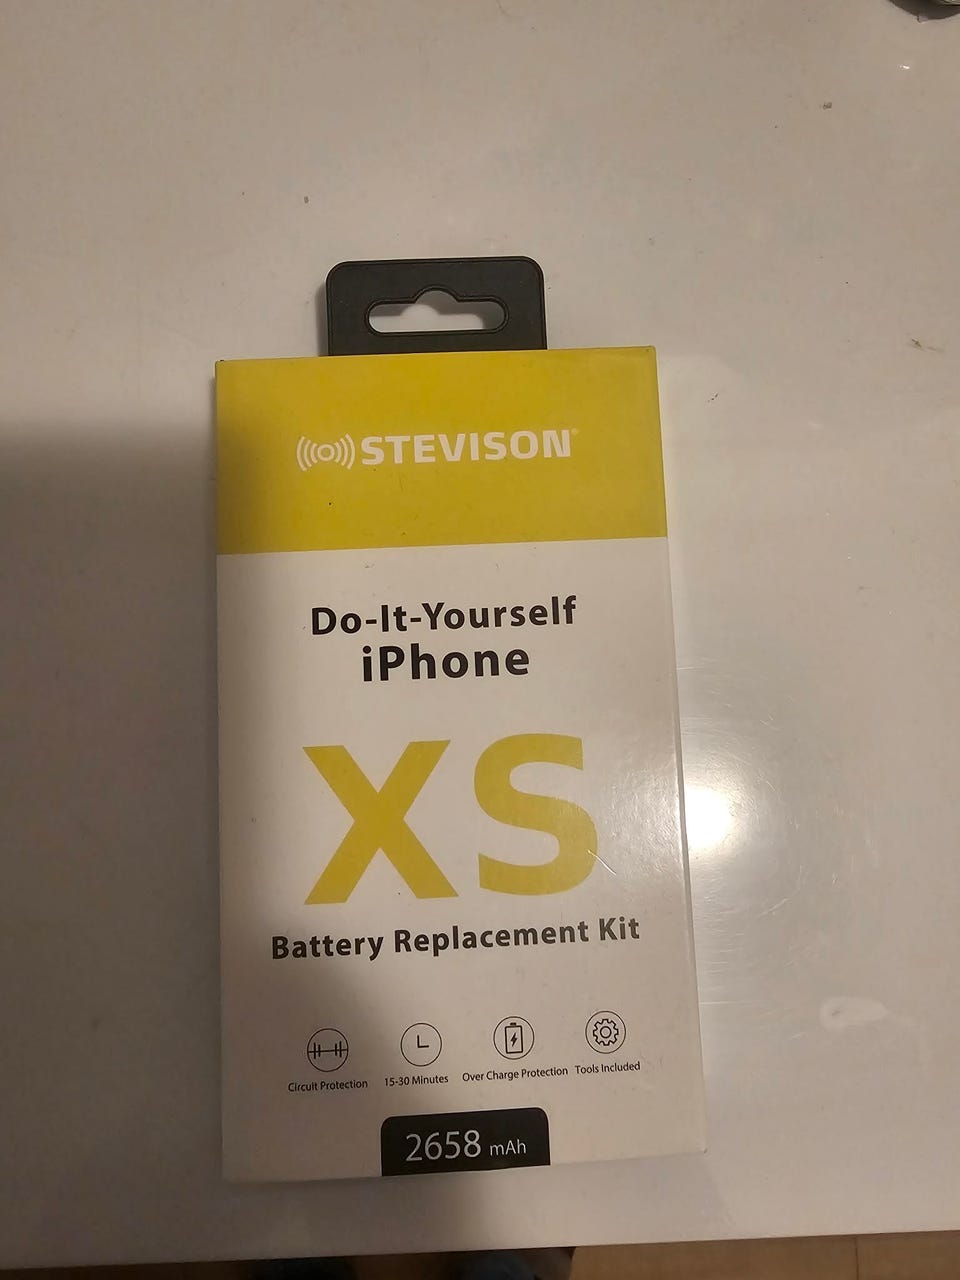 STEVISON®
Do-It-Yourself
iPhone
XS
Battery Replacement Kit
Circuit Protection
15-30 Minutes
Over Charge Protection
Tools Included
2658 mAh